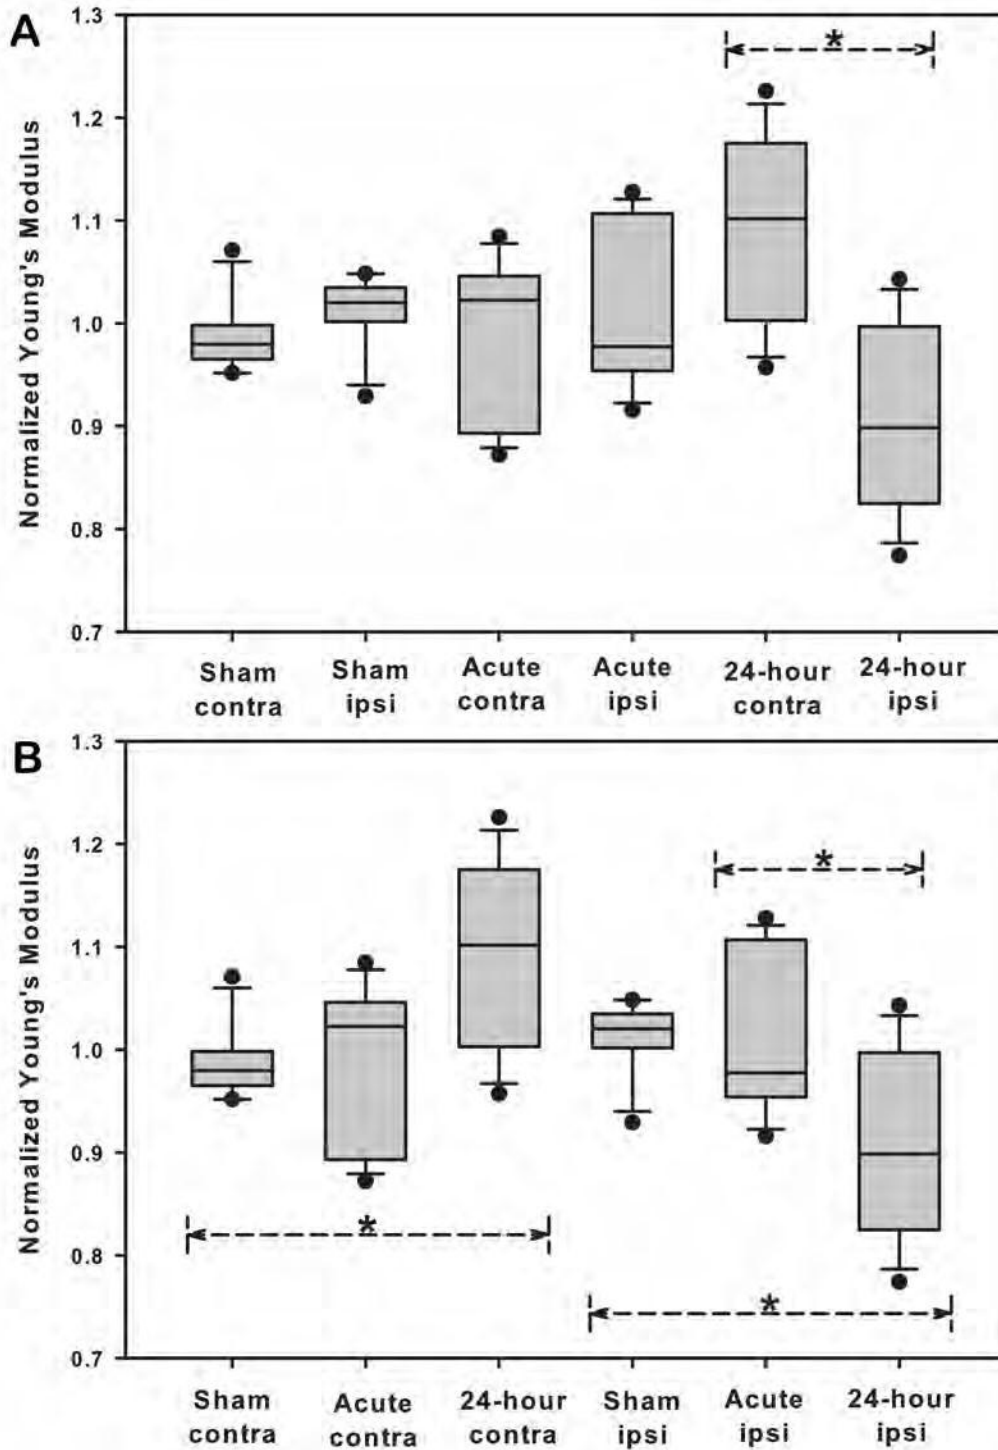 A
1.3
*
1.2
1.1
1.0
0.9
0.8
0.7
Normalized Young's Modulus
Sham contra
Sham ipsi
Acute contra
Acute ipsi
24-hour contra
24-hour ipsi
B
1.3
1.2
*
1.1
1.0
0.9
*
0.8
*
0.7
Normalized Young's Modulus
Sham contra
Acute contra
24-hour contra
Sham ipsi
Acute ipsi
24-hour ipsi